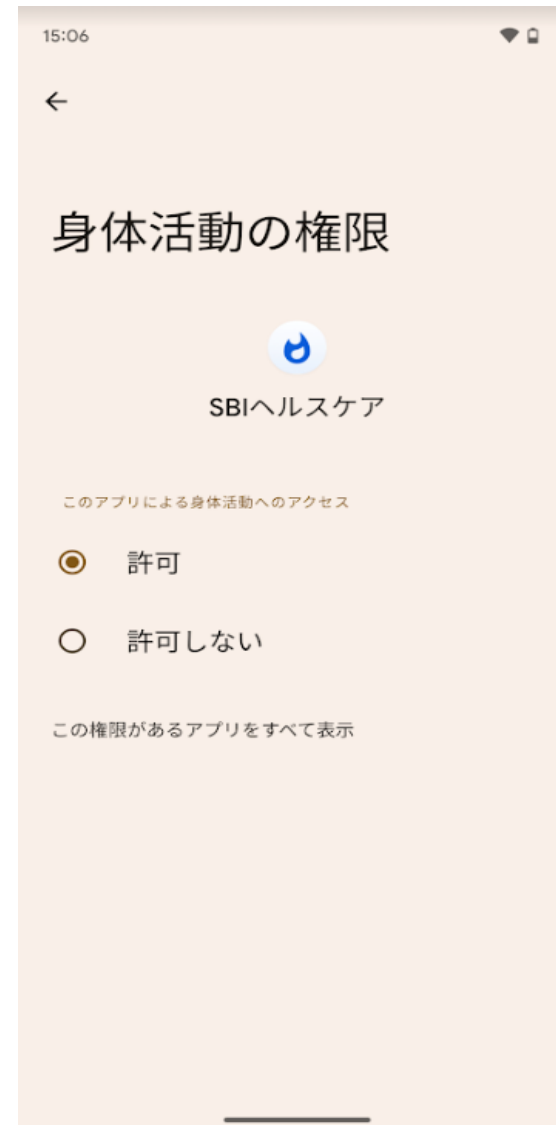 15:06
身体活動の権限
SBIヘルスケア
このアプリによる身体活動へのアクセス
許可
許可しない
この権限があるアプリをすべて表示